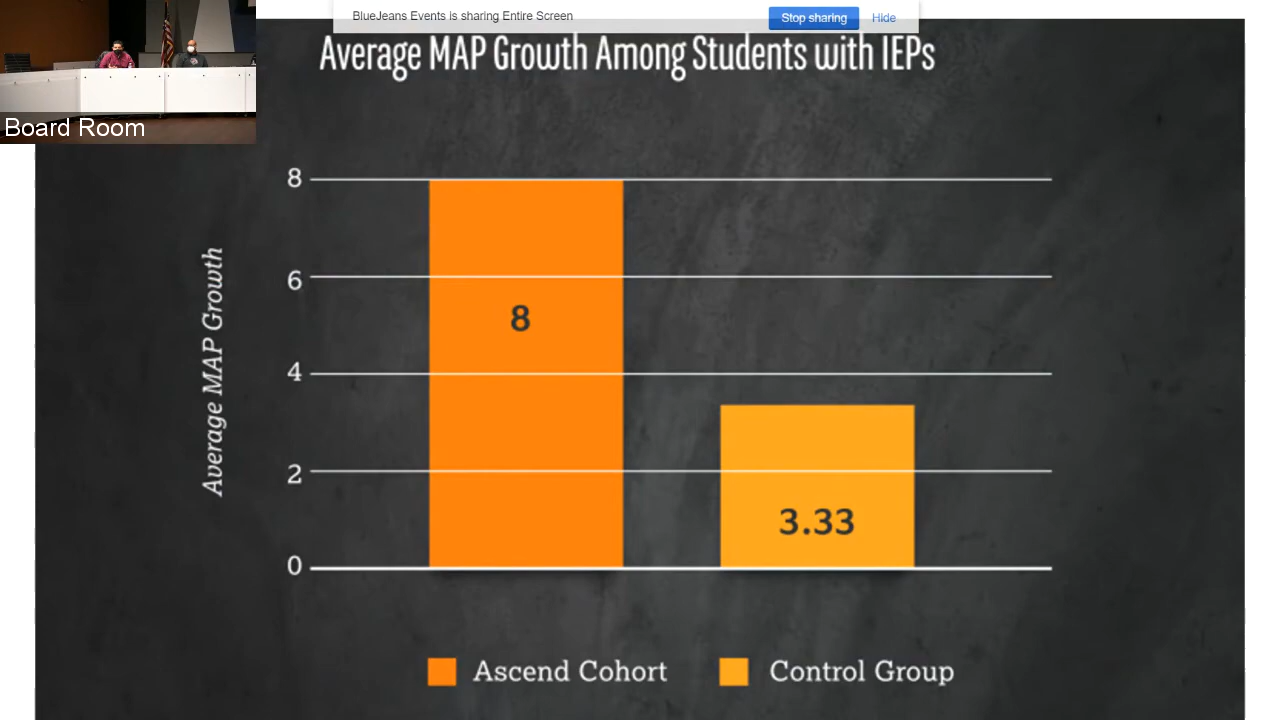 BlueJeans Events is sharing Entire Screen
Stop sharing
Hide
Average MAP Growth Among Students with IEPs
Board Room
Average MAP Growth
8
6
4
2
0
8
3.33
Ascend Cohort
Control Group